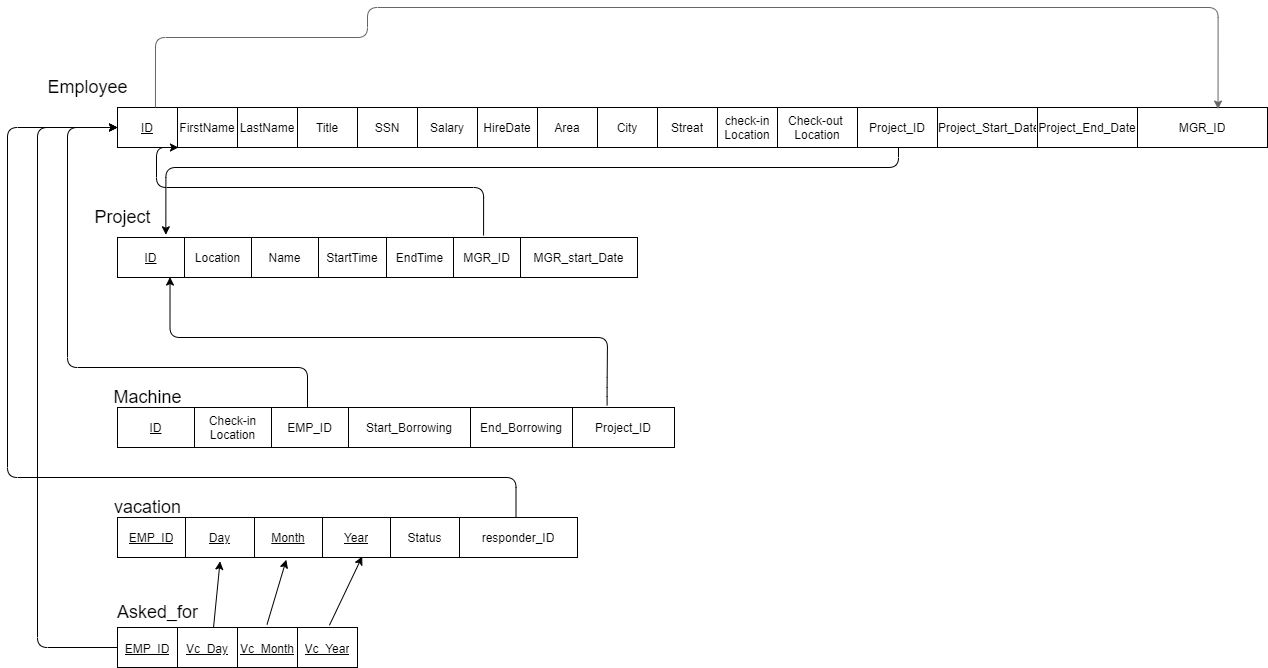 Employee
ID FirstName LastName Title SSN Salary HireDate Area City Streat check-in Location Check-out Location Project_ID Project_Start_Date Project_End_Date MGR_ID
Project
ID Location Name StartTime EndTime MGR_ID MGR_start_Date
Machine
ID Check-in Location EMP_ID Start_Borrowing End_Borrowing Project_ID
vacation
EMP_ID Day Month Year Status responder_ID
Asked_for
EMP_ID Vc_Day Vc_Month Vc_Year